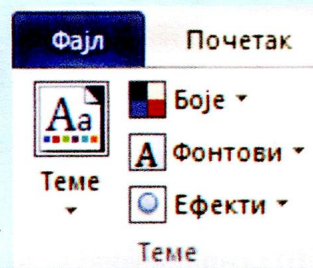 Фајл Почетак
Aa
Боје
A Фонтови
Теме
Ефекти
Теме